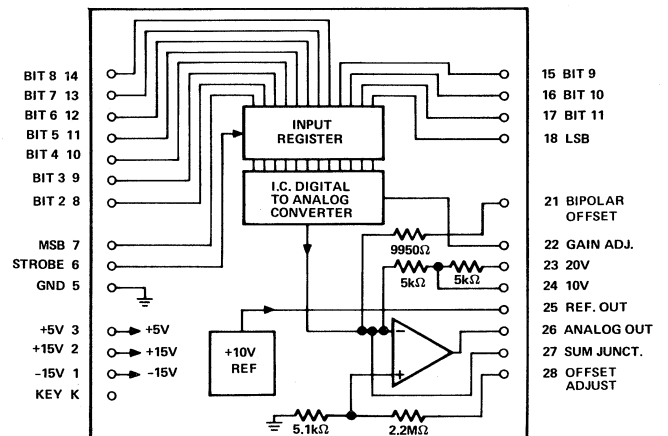 BIT 8 14
BIT 7 13
BIT 6 12
BIT 5 11
BIT 4 10
BIT 3 9
BIT 2 8
MSB 7
STROBE 6
GND 5
+5V 3
+5V
+15V 2
+15V
−15V 1
−15V
KEY K
INPUT
REGISTER
I.C. DIGITAL
TO ANALOG
CONVERTER
+10V
REF
9950Ω
5kΩ
5kΩ
−
+
5.1kΩ
2.2MΩ
15 BIT 9
16 BIT 10
17 BIT 11
18 LSB
21 BIPOLAR
OFFSET
22 GAIN ADJ.
23 20V
24 10V
25 REF. OUT
26 ANALOG OUT
27 SUM JUNCT.
28 OFFSET
ADJUST